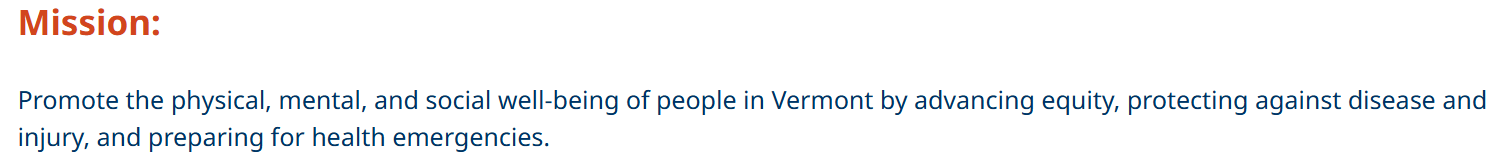 Mission:
Promote the physical, mental, and social well-being of people in Vermont by advancing equity, protecting against disease and
injury, and preparing for health emergencies.